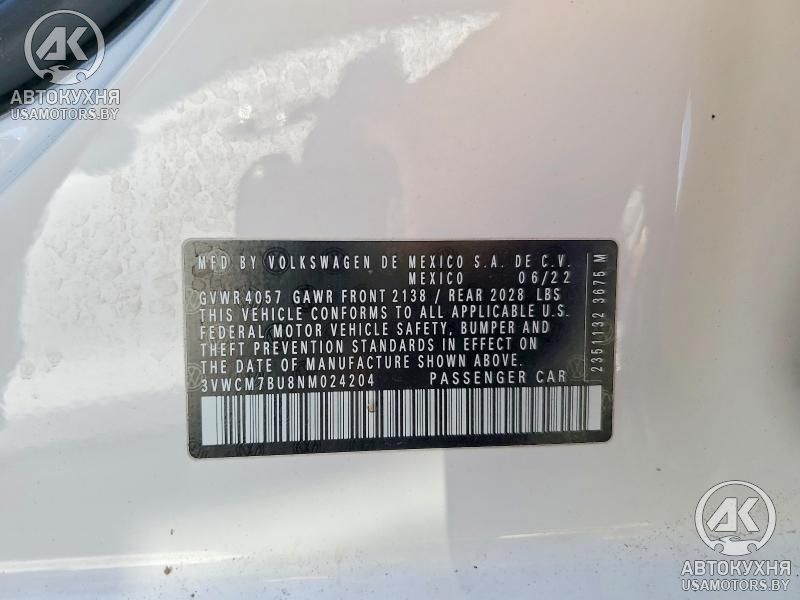 АК
АВТОКУХНЯ
USAMOTORS.BY
MFD BY VOLKSWAGEN DE MEXICO S.A. DE C.V.
MEXICO 06/22
GVWR 4057 GAWR FRONT 2138 / REAR 2028 LBS
THIS VEHICLE CONFORMS TO ALL APPLICABLE U.S.
FEDERAL MOTOR VEHICLE SAFETY, BUMPER AND
THEFT PREVENTION STANDARDS IN EFFECT ON
THE DATE OF MANUFACTURE SHOWN ABOVE.
3VWCM7BU8NM024204 PASSENGER CAR
2351132 3675 M
АК
АВТОКУХНЯ
USAMOTORS.BY